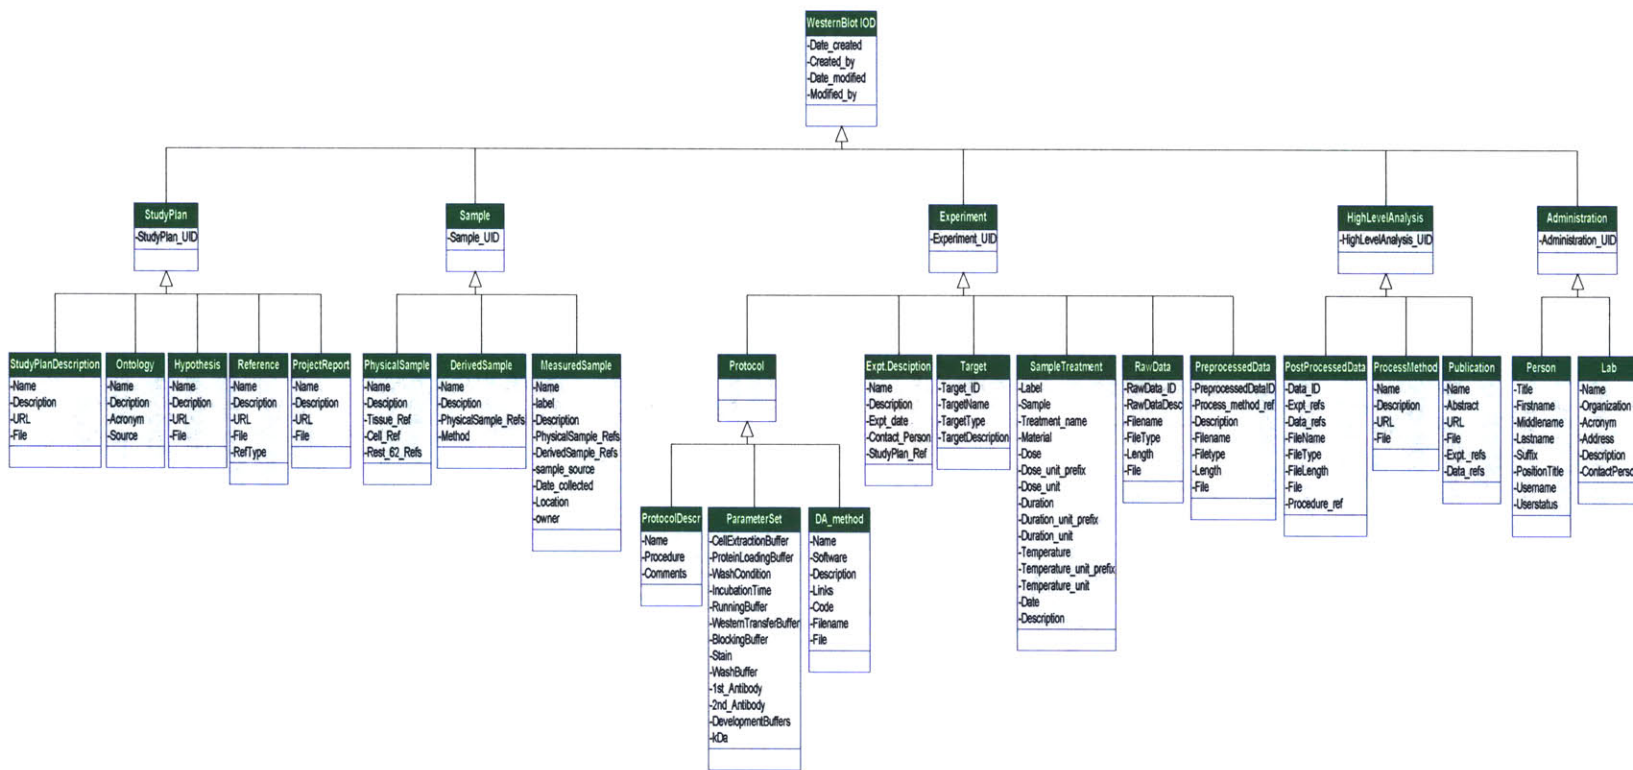 WesternBlot IOD
-Date_created
-Created_by
-Date_modified
-Modified_by
StudyPlan
-StudyPlan_UID
Sample
-Sample_UID
Experiment
-Experiment_UID
HighLevelAnalysis
-HighLevelAnalysis_UID
Administration
-Administration_UID
StudyPlanDescription
-Name
-Description
-URL
-File
Ontology
-Name
-Decription
-Acronym
-Source
Hypothesis
-Name
-Decription
-URL
-File
Reference
-Name
-Description
-URL
-File
-RefType
ProjectReport
-Name
-Description
-URL
-File
PhysicalSample
-Name
-Desciption
-Tissue_Ref
-Cell_Ref
-Rest_62_Refs
DerivedSample
-Name
-Desciption
-PhysicalSample_Refs
-Method
MeasuredSample
-Name
-label
-Description
-PhysicalSample_Refs
-DerivedSample_Refs
-sample_source
-Date_collected
-Location
-owner
Protocol
Expt.Desciption
-Name
-Description
-Expt_date
-Contact_Person
-StudyPlan_Ref
Target
-Target_ID
-TargetName
-TargetType
-TargetDescription
SampleTreatment
-Label
-Sample
-Treatment_name
-Material
-Dose
-Dose_unit_prefix
-Dose_unit
-Duration
-Duration_unit_prefix
-Duration_unit
-Temperature
-Temperature_unit_prefix
-Temperature_unit
-Date
-Description
RawData
-RawData_ID
-RawDataDesc
-Filename
-FileType
-Length
-File
PreprocessedData
-PreprocessedDataID
-Process_method_ref
-Description
-Filename
-Filetype
-Length
-File
PostProcessedData
-Data_ID
-Expt_refs
-Data_refs
-FileName
-FileType
-FileLength
-File
-Procedure_ref
ProcessMethod
-Name
-Description
-URL
-File
Publication
-Name
-Abstract
-URL
-File
-Expt_refs
-Data_refs
Person
-Title
-Firstname
-Middlename
-Lastname
-Suffix
-PositionTitle
-Username
-Userstatus
Lab
-Name
-Organization
-Acronym
-Address
-Description
-ContactPerson
ProtocolDescr
-Name
-Procedure
-Comments
ParameterSet
-CellExtractionBuffer
-ProteinLoadingBuffer
-WashCondition
-IncubationTime
-RunningBuffer
-WesternTransferBuffer
-BlockingBuffer
-Stain
-WashBuffer
-1st_Antibody
-2nd_Antibody
-DevelopmentBuffers
-kDa
DA_method
-Name
-Software
-Description
-Links
-Code
-Filename
-File